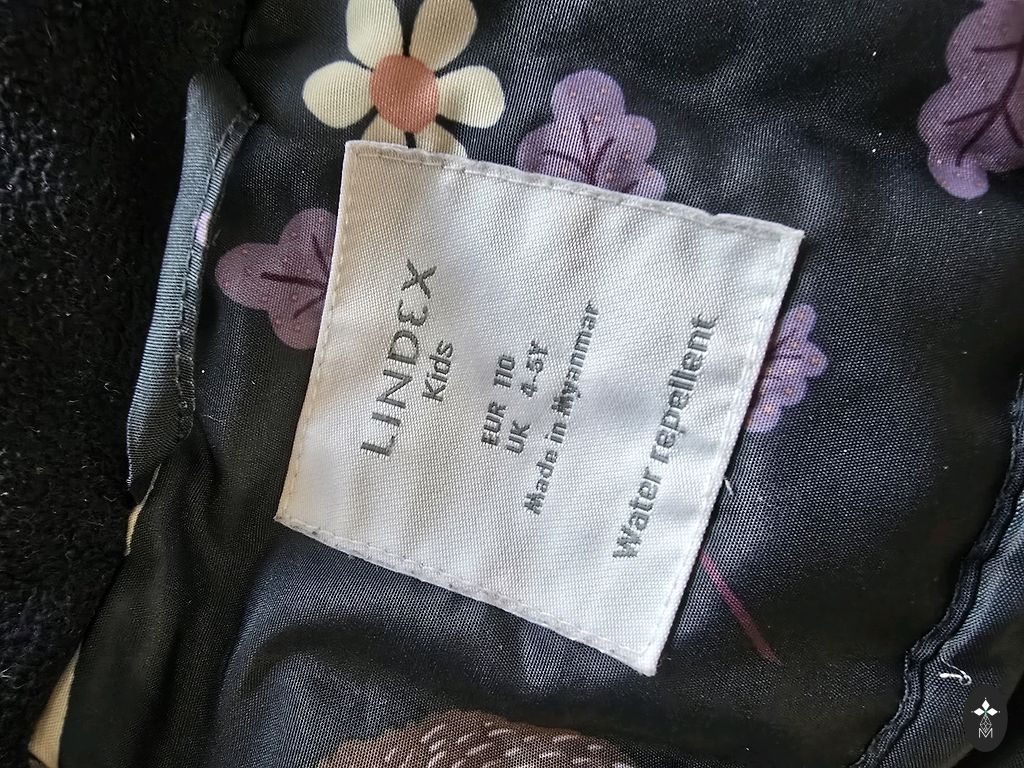 LINDEX
Kids
EUR 110
UK 4-5Y
Made in Myanmar
Water repellent